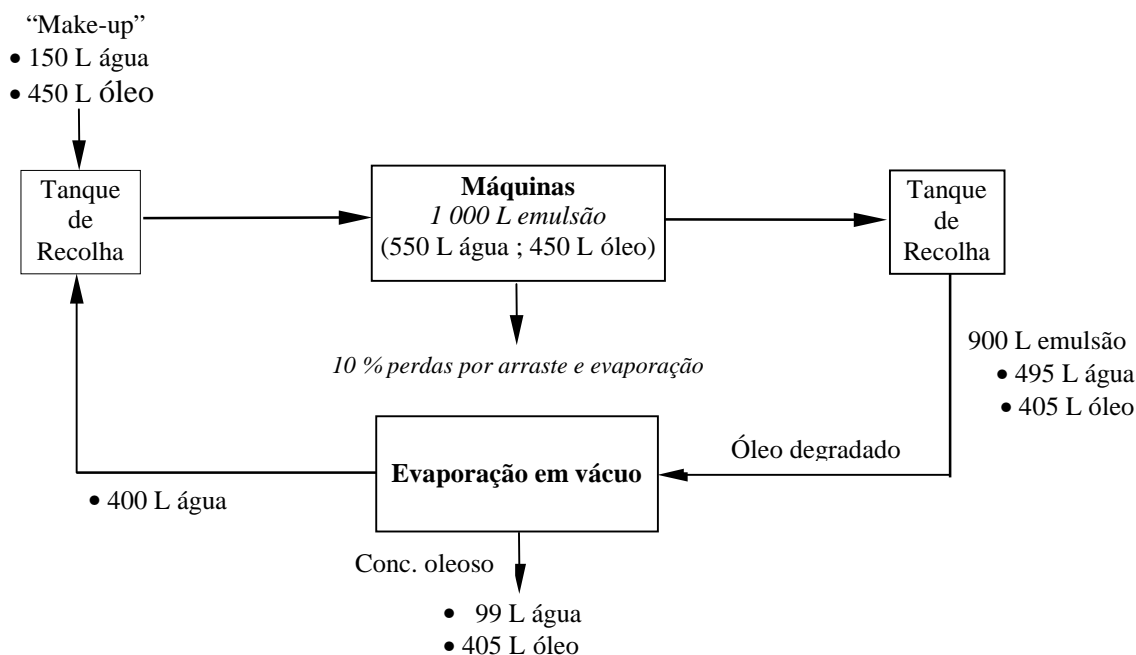 “Make-up”
• 150 L água
• 450 L óleo
Tanque
de
Recolha
Máquinas
1 000 L emulsão
(550 L água ; 450 L óleo)
Tanque
de
Recolha
10 % perdas por arraste e evaporação
900 L emulsão
• 495 L água
• 405 L óleo
Óleo degradado
Evaporação em vácuo
• 400 L água
Conc. oleoso
• 99 L água
• 405 L óleo